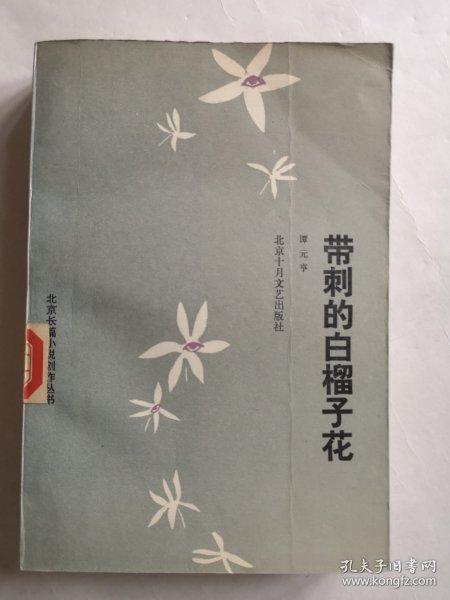 带刺的白榴子花
谭元亨
北京十月文艺出版社
北京长篇小说创作丛书
孔夫子旧书网
www.kongfz.com